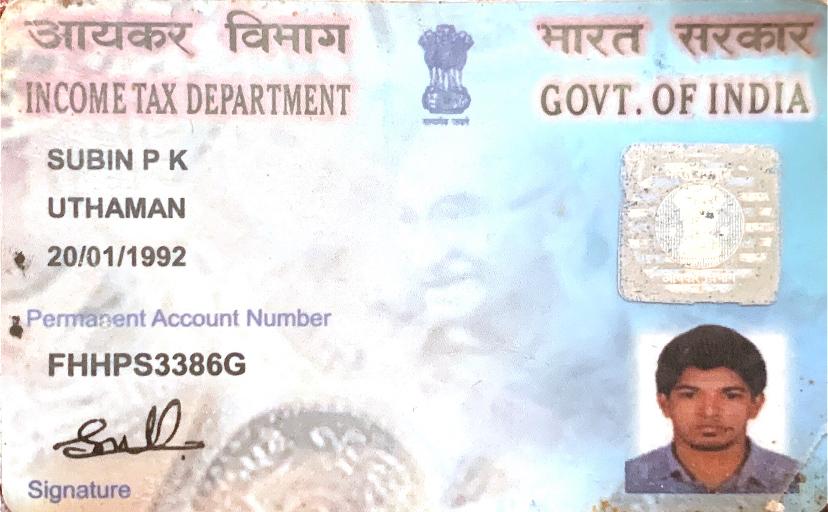 आयकर विभाग
INCOME TAX DEPARTMENT
भारत सरकार
GOVT. OF INDIA
सत्यमेव जयते
SUBIN P K
UTHAMAN
20/01/1992
Permanent Account Number
FHHPS3386G
Signature